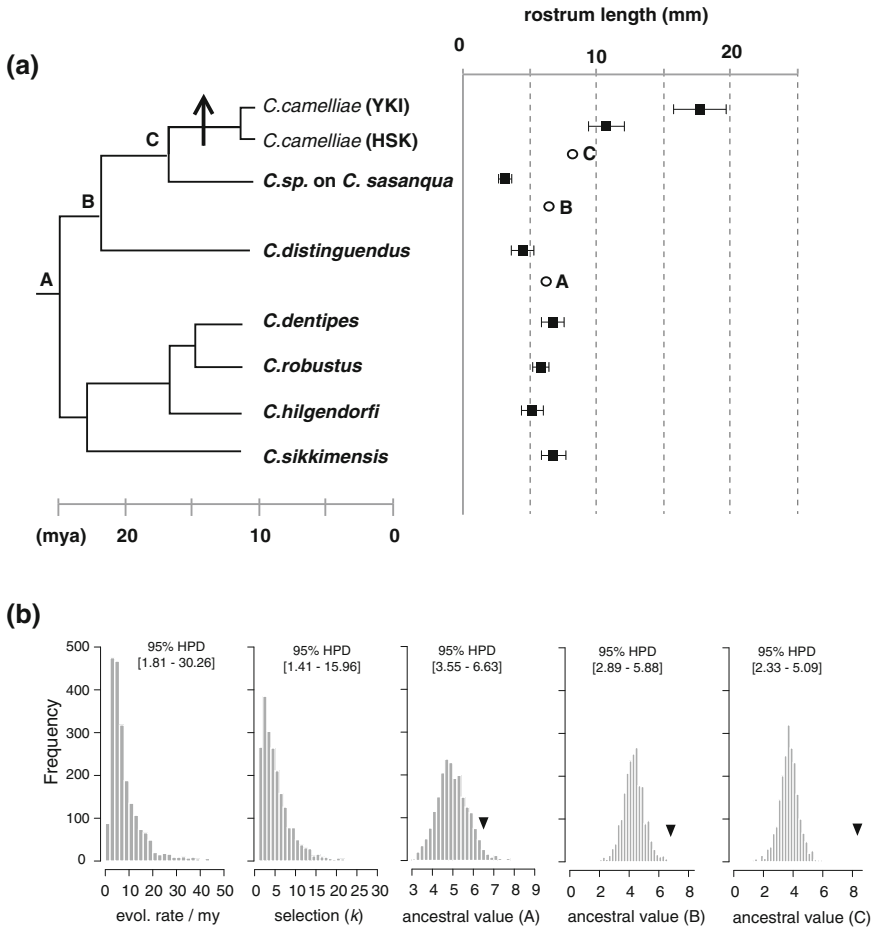 (a)
rostrum length (mm)
0 10 20
C.camelliae (YKI)
C.camelliae (HSK)
C
C
C.sp. on C. sasanqua
B
B
C.distinguendus
A
A
C.dentipes
C.robustus
C.hilgendorfi
C.sikkimensis
(mya) 20 10 0
(b)
Frequency
500
400
300
200
100
0
95% HPD
[1.81 - 30.26]
0 10 20 30 40 50
evol. rate / my
95% HPD
[1.41 - 15.96]
0 5 10 15 20 25 30
selection (k)
95% HPD
[3.55 - 6.63]
3 4 5 6 7 8 9
ancestral value (A)
95% HPD
[2.89 - 5.88]
0 2 4 6 8
ancestral value (B)
95% HPD
[2.33 - 5.09]
0 2 4 6 8
ancestral value (C)